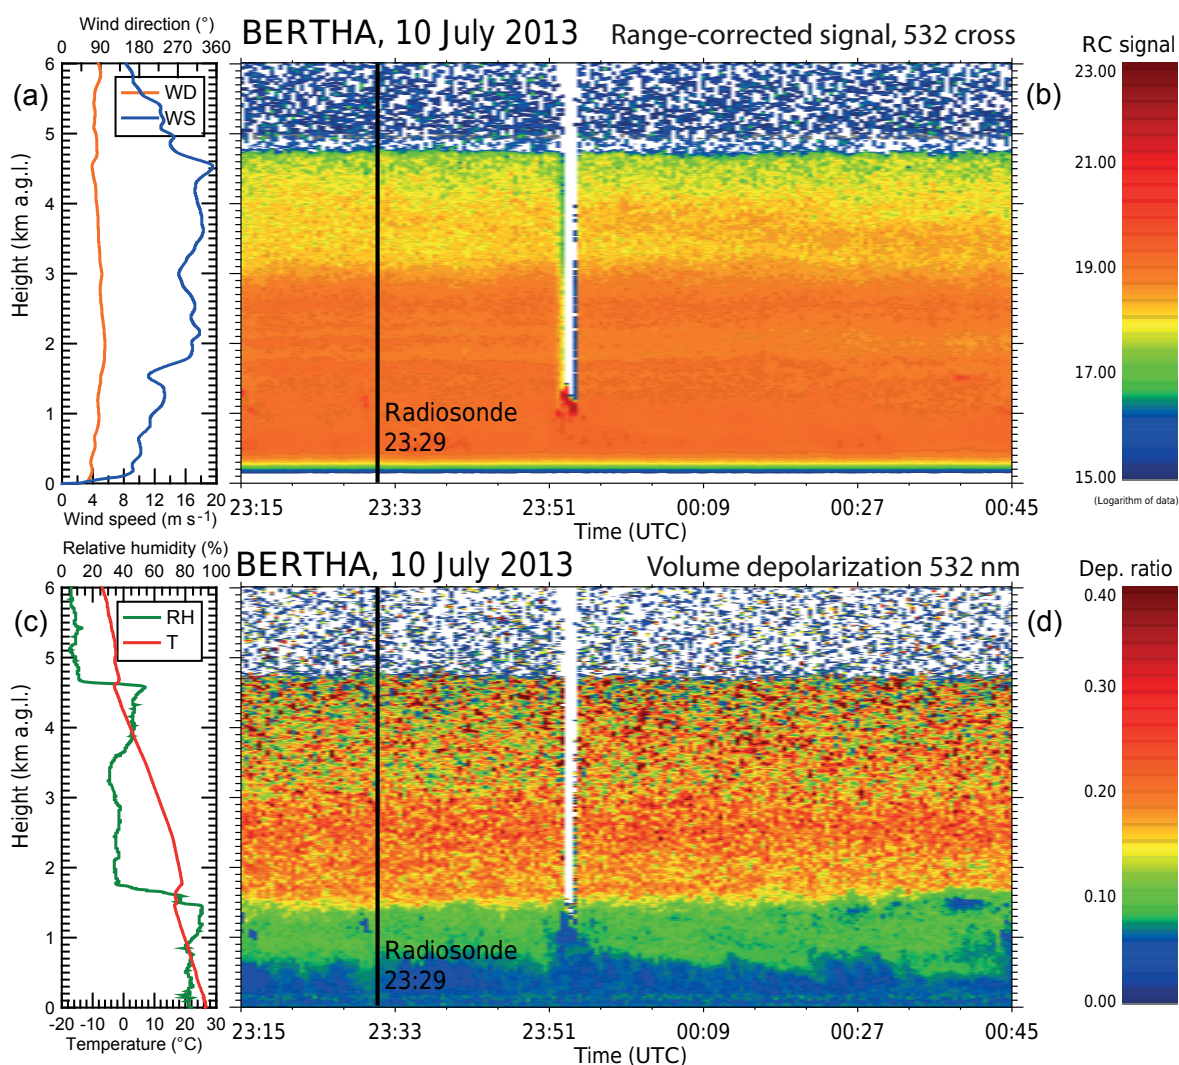 Wind direction (°)
0 90 180 270 360
BERTHA, 10 July 2013 Range-corrected signal, 532 cross
RC signal
(a)
WD
WS
(b)
6
5
4
3
2
1
0
Height (km a.g.l.)
0 4 8 12 16 20
Wind speed (m s-1)
Radiosonde
23:29
23:15 23:33 23:51 00:09 00:27 00:45
Time (UTC)
23.00
21.00
19.00
17.00
15.00
(Logarithm of data)
Relative humidity (%)
0 20 40 60 80 100
BERTHA, 10 July 2013 Volume depolarization 532 nm
Dep. ratio
(c)
RH
T
(d)
6
5
4
3
2
1
0
Height (km a.g.l.)
-20 -10 0 10 20 30
Temperature (°C)
Radiosonde
23:29
23:15 23:33 23:51 00:09 00:27 00:45
Time (UTC)
0.40
0.30
0.20
0.10
0.00